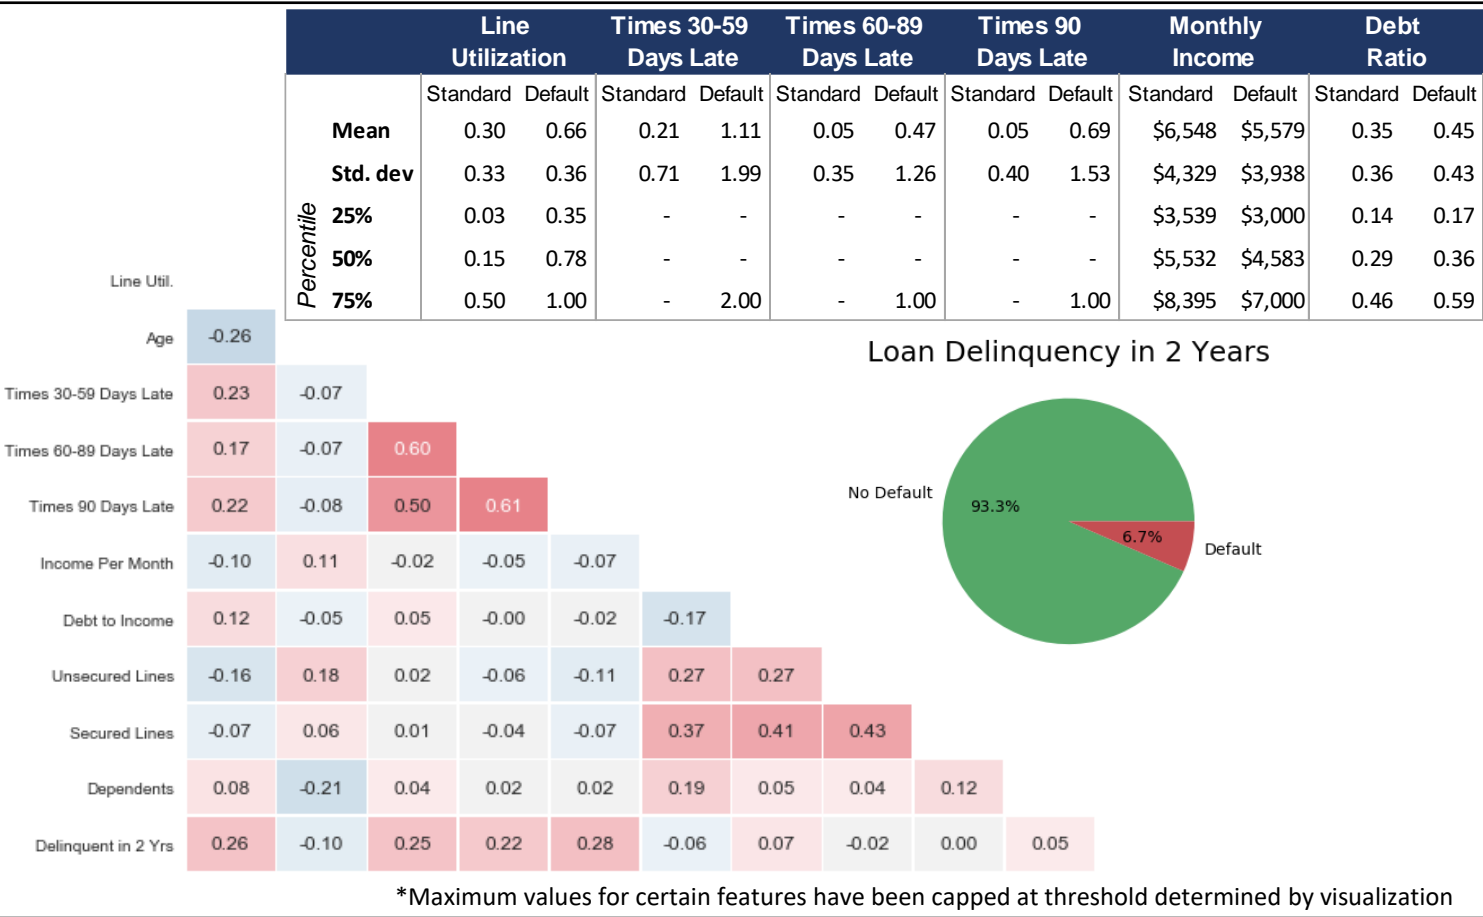 Line Utilization Times 30-59 Days Late Times 60-89 Days Late Times 90 Days Late Monthly Income Debt Ratio
Standard Default Standard Default Standard Default Standard Default Standard Default Standard Default
Mean 0.30 0.66 0.21 1.11 0.05 0.47 0.05 0.69 $6,548 $5,579 0.35 0.45
Std. dev 0.33 0.36 0.71 1.99 0.35 1.26 0.40 1.53 $4,329 $3,938 0.36 0.43
Percentile
25% 0.03 0.35 - - - - - - $3,539 $3,000 0.14 0.17
50% 0.15 0.78 - - - - - - $5,532 $4,583 0.29 0.36
75% 0.50 1.00 - 2.00 - 1.00 - 1.00 $8,395 $7,000 0.46 0.59
Line Util.
Age -0.26
Times 30-59 Days Late 0.23 -0.07
Times 60-89 Days Late 0.17 -0.07 0.60
Times 90 Days Late 0.22 -0.08 0.50 0.61
Income Per Month -0.10 0.11 -0.02 -0.05 -0.07
Debt to Income 0.12 -0.05 0.05 -0.00 -0.02 -0.17
Unsecured Lines -0.16 0.18 0.02 -0.06 -0.11 0.27 0.27
Secured Lines -0.07 0.06 0.01 -0.04 -0.07 0.37 0.41 0.43
Dependents 0.08 -0.21 0.04 0.02 0.02 0.19 0.05 0.04 0.12
Delinquent in 2 Yrs 0.26 -0.10 0.25 0.22 0.28 -0.06 0.07 -0.02 0.00 0.05
Loan Delinquency in 2 Years
No Default
93.3%
6.7%
Default
*Maximum values for certain features have been capped at threshold determined by visualization